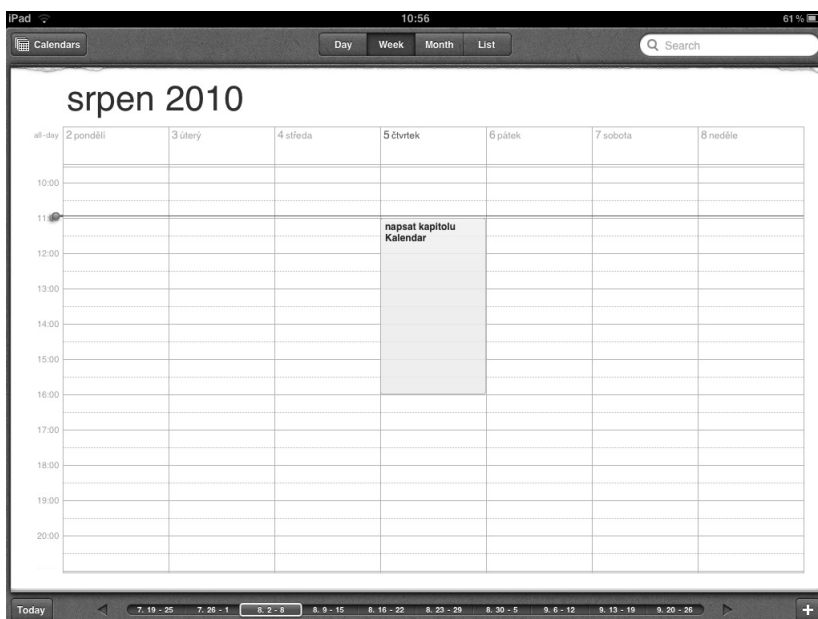 iPad 10:56 61 %
Calendars Day Week Month List Search
srpen 2010
all-day 2 pondělí 3 úterý 4 středa 5 čtvrtek 6 pátek 7 sobota 8 neděle
10:00
napsat kapitolu
Kalendar
12:00
13:00
14:00
15:00
16:00
17:00
18:00
19:00
20:00
Today 7. 19 - 25 7. 26 - 1 8. 2 - 8 8. 9 - 15 8. 16 - 22 8. 23 - 29 8. 30 - 5 9. 6 - 12 9. 13 - 19 9. 20 - 26 +